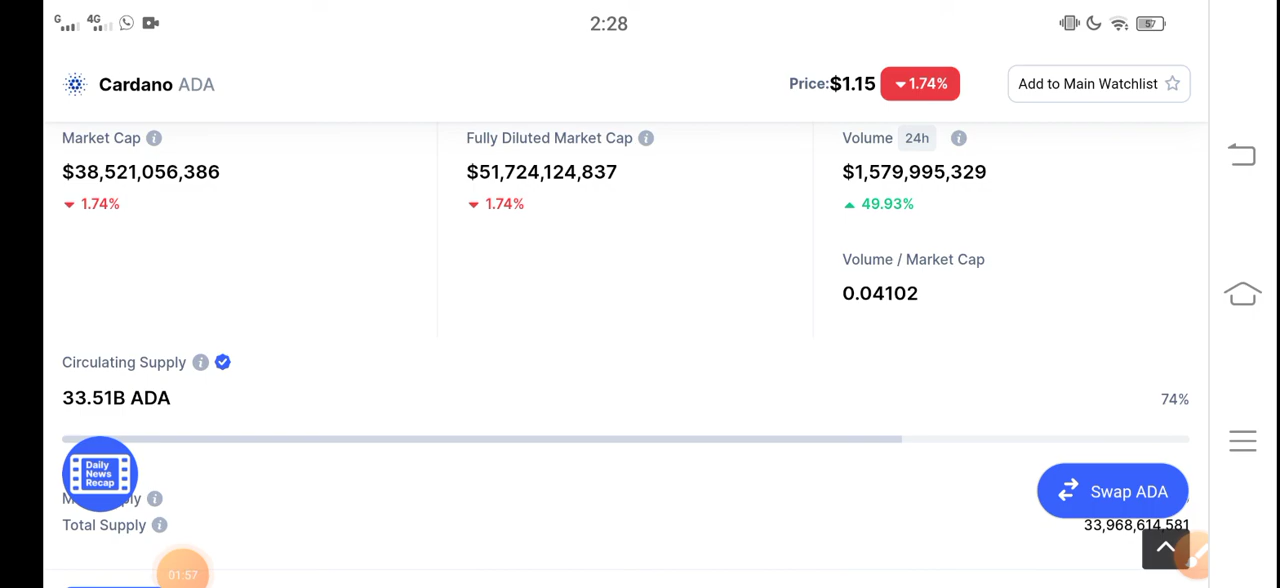 G 4G 2:28 57
Cardano ADA Price:$1.15 1.74% Add to Main Watchlist
Market Cap Fully Diluted Market Cap Volume 24h
$38,521,056,386 $51,724,124,837 $1,579,995,329
1.74% 1.74% 49.93%
Volume / Market Cap
0.04102
Circulating Supply
33.51B ADA 74%
Daily
News
Recap
Swap ADA
Total Supply 33,968,614,581
01:57